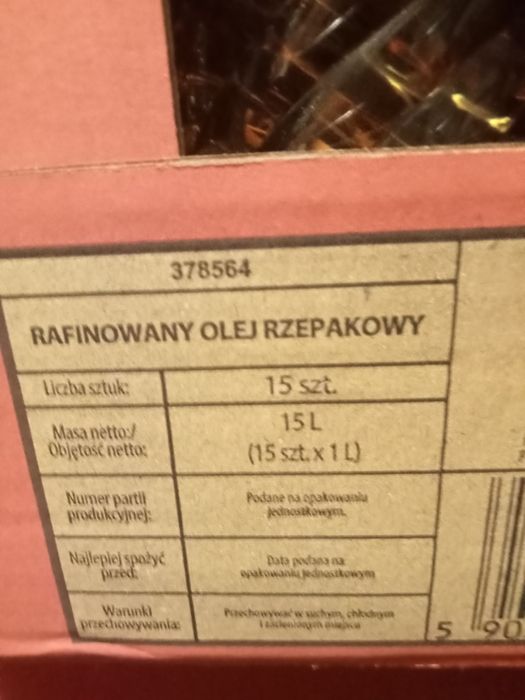 378564
RAFINOWANY OLEJ RZEPAKOWY
Liczba sztuk:
15 szt.
Masa netto:/
Objętość netto:
15 L
(15 szt. x 1 L)
Numer partii
produkcyjnej:
Podane na opakowaniu
jednostkowym.
Najlepiej spożyć
przed:
Data podana na
opakowaniu jednostkowym
Warunki
przechowywania:
Przechowywać w suchym, chłodnym
i zacienionym miejscu
5 90